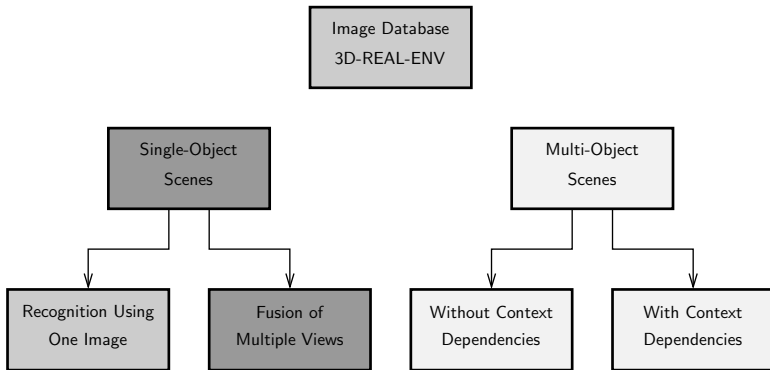 Image Database
3D-REAL-ENV
Single-Object
Scenes
Multi-Object
Scenes
Recognition Using
One Image
Fusion of
Multiple Views
Without Context
Dependencies
With Context
Dependencies